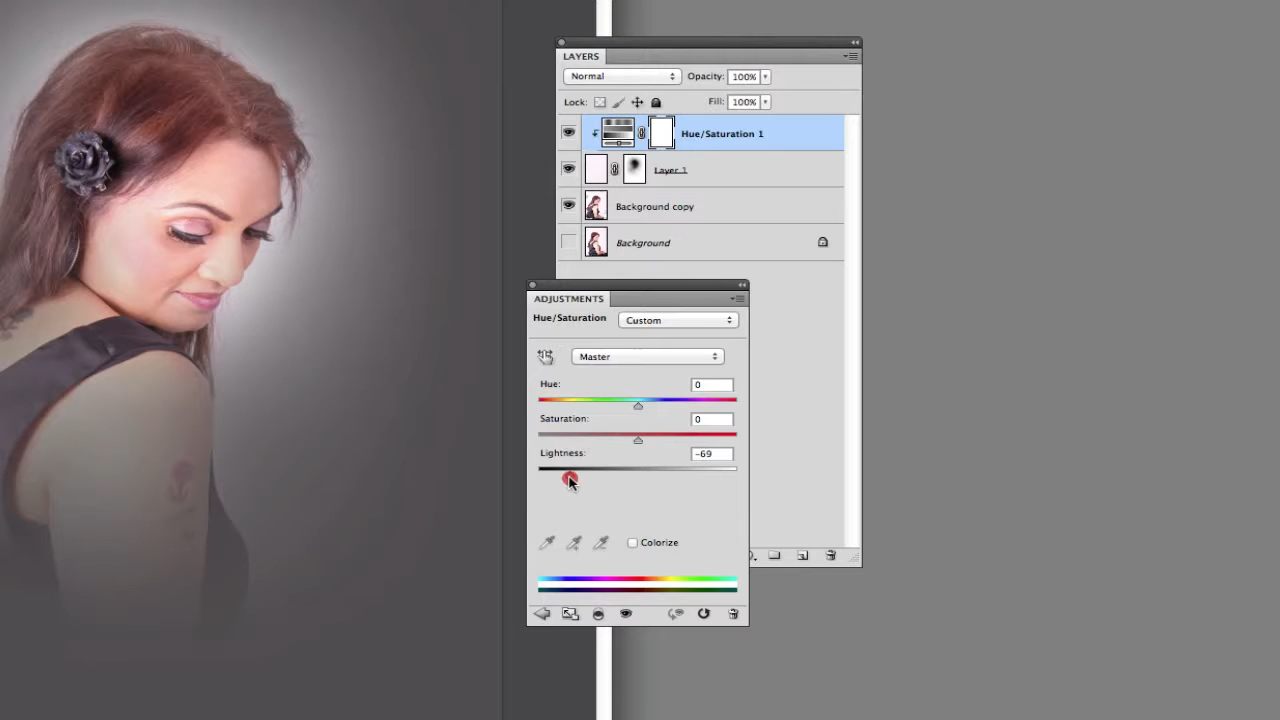 LAYERS
Normal Opacity: 100%
Lock: Fill: 100%
Hue/Saturation 1
Layer 1
Background copy
Background
ADJUSTMENTS
Hue/Saturation Custom
Master
Hue: 0
Saturation: 0
Lightness: -69
Colorize